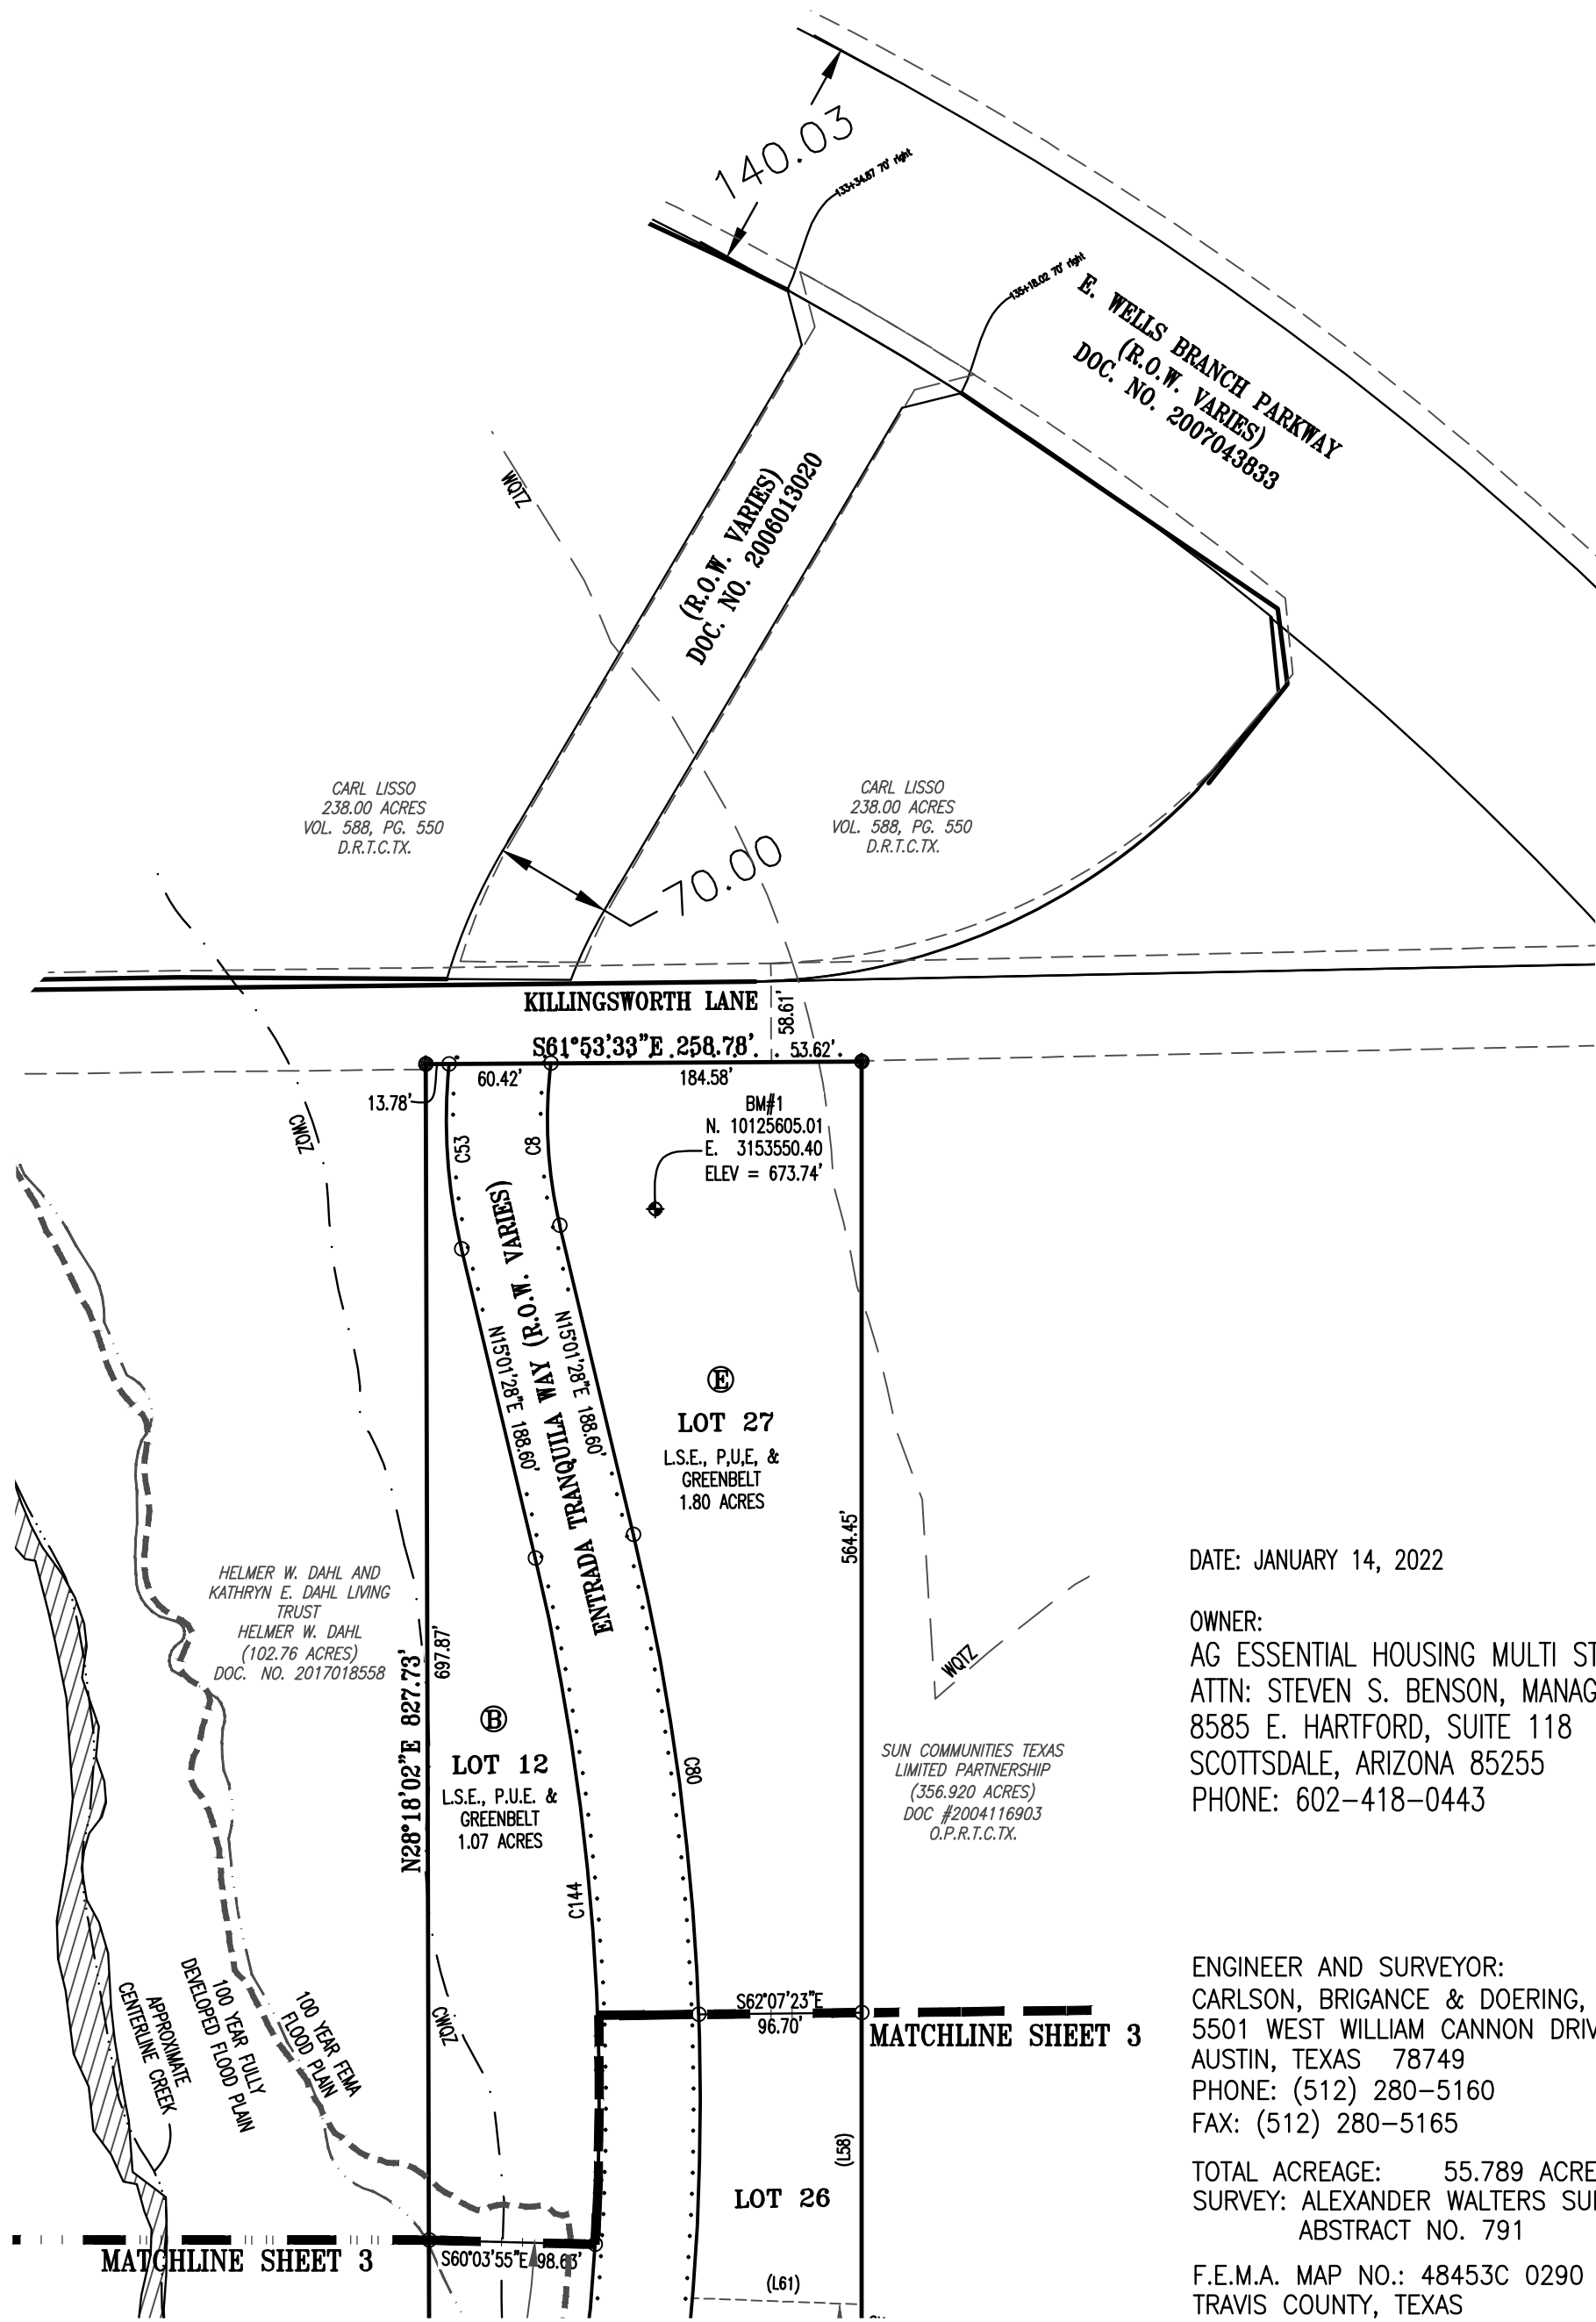 140.03
133+34.87 70' right
135+18.02 70' right
E. WELLS BRANCH PARKWAY
(R.O.W. VARIES)
DOC. NO. 2007043833
WQTZ
(R.O.W. VARIES)
DOC. NO. 2006013020
CARL LISSO
238.00 ACRES
VOL. 588, PG. 550
D.R.T.C.TX.
CARL LISSO
238.00 ACRES
VOL. 588, PG. 550
D.R.T.C.TX.
70.00
KILLINGSWORTH LANE
58.61'
S61°53'33"E 258.78'
53.62'
60.42'
184.58'
13.78'
BM#1
N. 10125605.01
E. 3153550.40
ELEV = 673.74'
CWQZ
C53
C8
ENTRADA TRANQUILA WAY (R.O.W. VARIES)
N15°01'28"E 188.60'
N15°01'28"E 188.60'
E
LOT 27
L.S.E., P,U,E, &
GREENBELT
1.80 ACRES
564.45'
HELMER W. DAHL AND
KATHRYN E. DAHL LIVING
TRUST
HELMER W. DAHL
(102.76 ACRES)
DOC. NO. 2017018558
N28°18'02"E 827.73'
697.87'
B
LOT 12
L.S.E., P.U.E. &
GREENBELT
1.07 ACRES
C80
C144
WQTZ
SUN COMMUNITIES TEXAS
LIMITED PARTNERSHIP
(356.920 ACRES)
DOC #2004116903
O.P.R.T.C.TX.
DATE: JANUARY 14, 2022
OWNER:
AG ESSENTIAL HOUSING MULTI ST
ATTN: STEVEN S. BENSON, MANAG
8585 E. HARTFORD, SUITE 118
SCOTTSDALE, ARIZONA 85255
PHONE: 602-418-0443
APPROXIMATE
CENTERLINE CREEK
100 YEAR FULLY
DEVELOPED FLOOD PLAIN
100 YEAR FEMA
FLOOD PLAIN
CWQZ
S62°07'23"E
96.70'
MATCHLINE SHEET 3
(L58)
LOT 26
MATCHLINE SHEET 3
S60°03'55"E 98.63'
(L61)
ENGINEER AND SURVEYOR:
CARLSON, BRIGANCE & DOERING,
5501 WEST WILLIAM CANNON DRIV
AUSTIN, TEXAS 78749
PHONE: (512) 280-5160
FAX: (512) 280-5165
TOTAL ACREAGE: 55.789 ACRE
SURVEY: ALEXANDER WALTERS SU
ABSTRACT NO. 791
F.E.M.A. MAP NO.: 48453C 0290
TRAVIS COUNTY, TEXAS